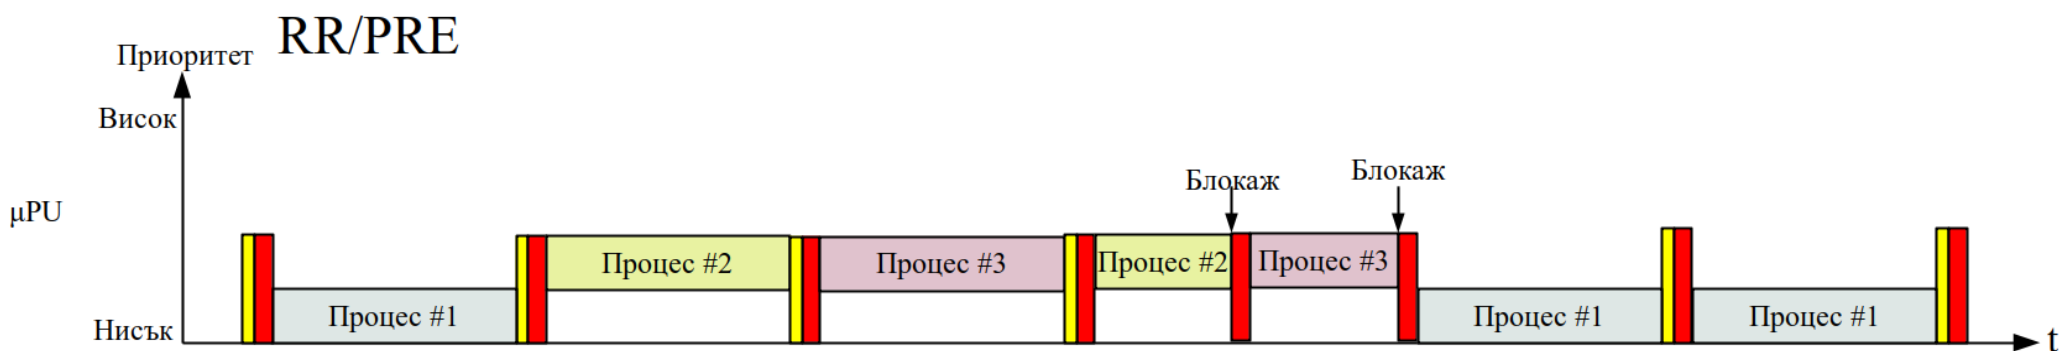 RR/PRE
Приоритет
Висок
Блокаж
Блокаж
μPU
Процес #2
Процес #3
Процес #2
Процес #3
Процес #1
Процес #1
Процес #1
Нисък
t